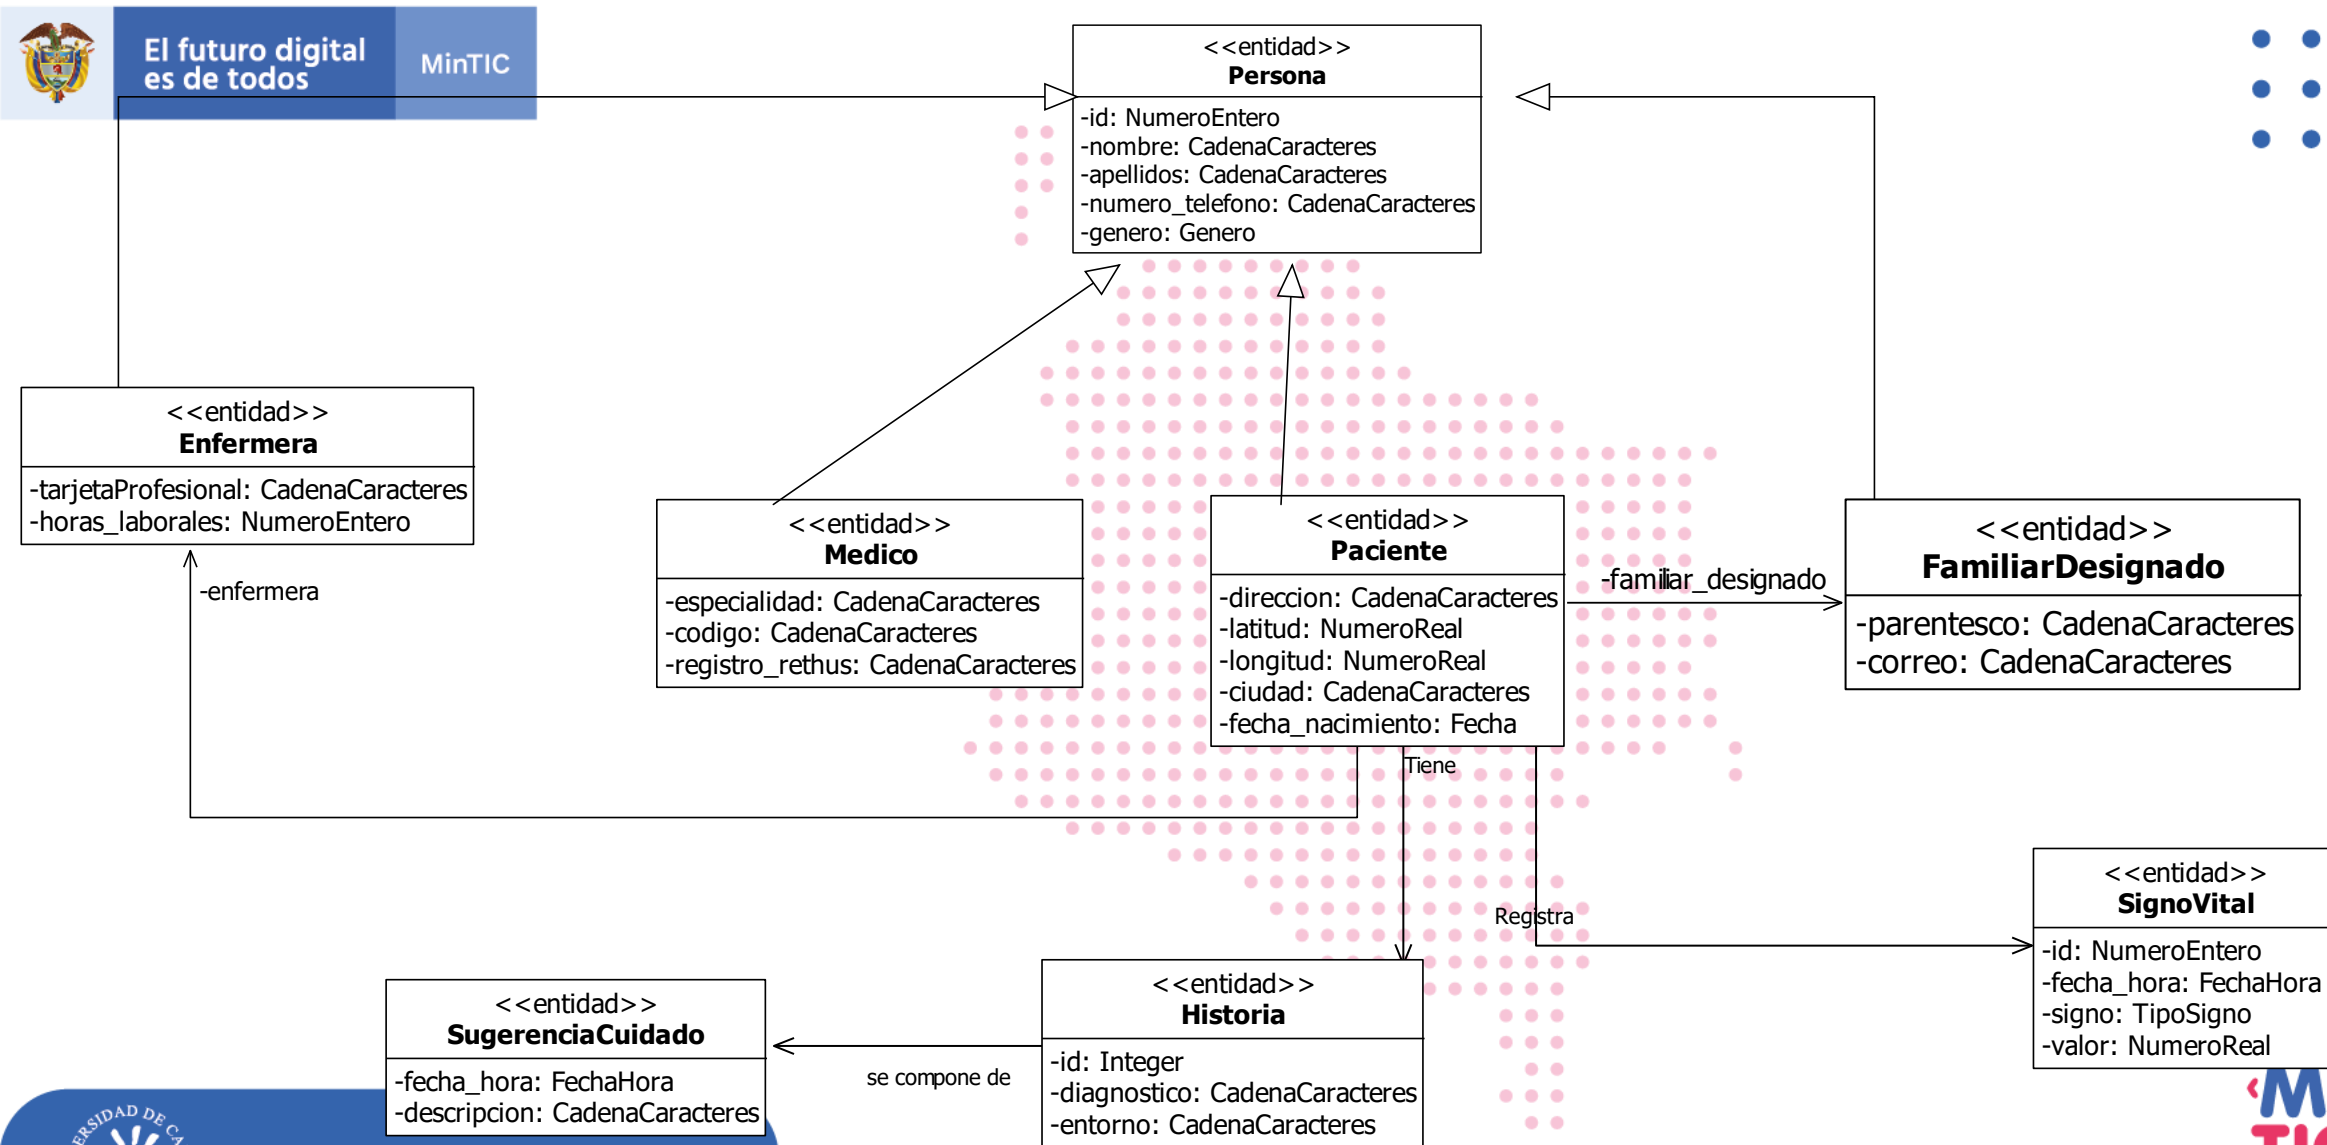 El futuro digital
es de todos
MinTIC
<<entidad>>
Persona
-id: NumeroEntero
-nombre: CadenaCaracteres
-apellidos: CadenaCaracteres
-numero_telefono: CadenaCaracteres
-genero: Genero
<<entidad>>
Enfermera
-tarjetaProfesional: CadenaCaracteres
-horas_laborales: NumeroEntero
-enfermera
<<entidad>>
Medico
-especialidad: CadenaCaracteres
-codigo: CadenaCaracteres
-registro_rethus: CadenaCaracteres
<<entidad>>
Paciente
-direccion: CadenaCaracteres
-latitud: NumeroReal
-longitud: NumeroReal
-ciudad: CadenaCaracteres
-fecha_nacimiento: Fecha
-familiar_designado
<<entidad>>
FamiliarDesignado
-parentesco: CadenaCaracteres
-correo: CadenaCaracteres
Tiene
Registra
<<entidad>>
SignoVital
-id: NumeroEntero
-fecha_hora: FechaHora
-signo: TipoSigno
-valor: NumeroReal
<<entidad>>
SugerenciaCuidado
-fecha_hora: FechaHora
-descripcion: CadenaCaracteres
se compone de
<<entidad>>
Historia
-id: Integer
-diagnostico: CadenaCaracteres
-entorno: CadenaCaracteres